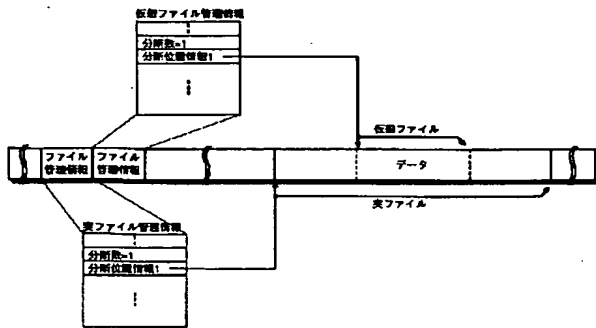 仮想ファイル管理情報
分断数=1
分断位置情報1
仮想ファイル
ファイル
管理情報
ファイル
管理情報
データ
実ファイル
実ファイル管理情報
分断数=1
分断位置情報1